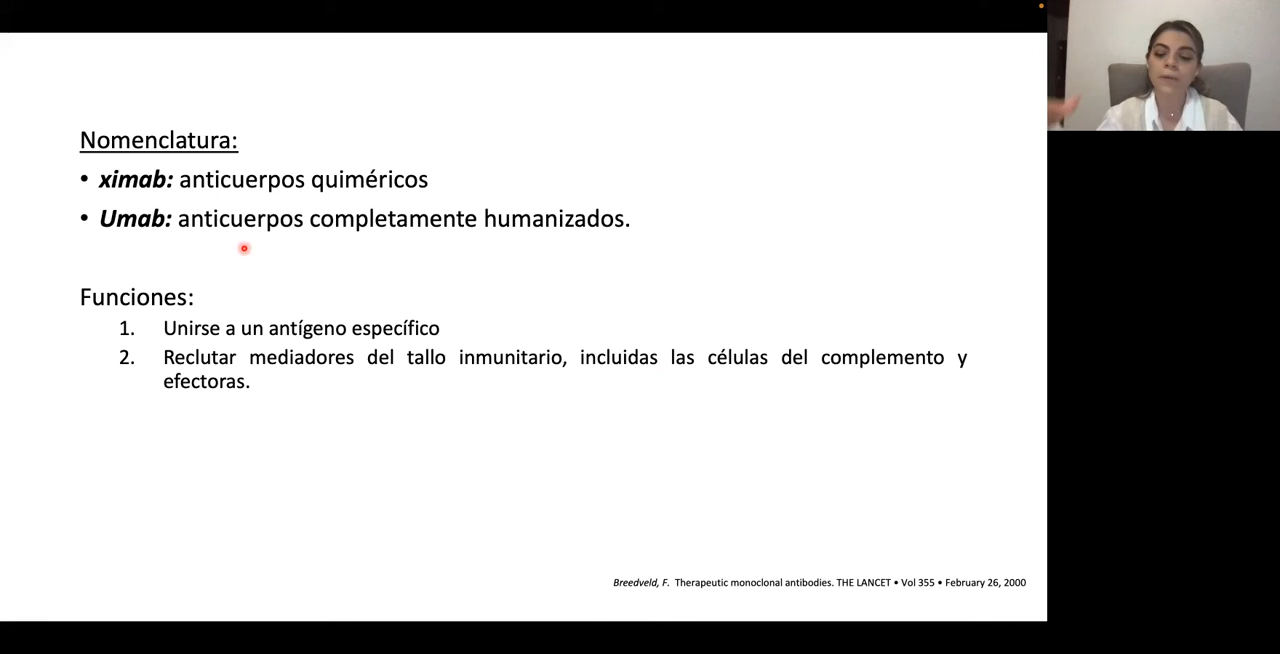 Nomenclatura:
• ximab: anticuerpos quiméricos
• Umab: anticuerpos completamente humanizados.
Funciones:
1. Unirse a un antígeno específico
2. Reclutar mediadores del tallo inmunitario, incluidas las células del complemento y
efectoras.
Breedveld, F. Therapeutic monoclonal antibodies. THE LANCET • Vol 355 • February 26, 2000